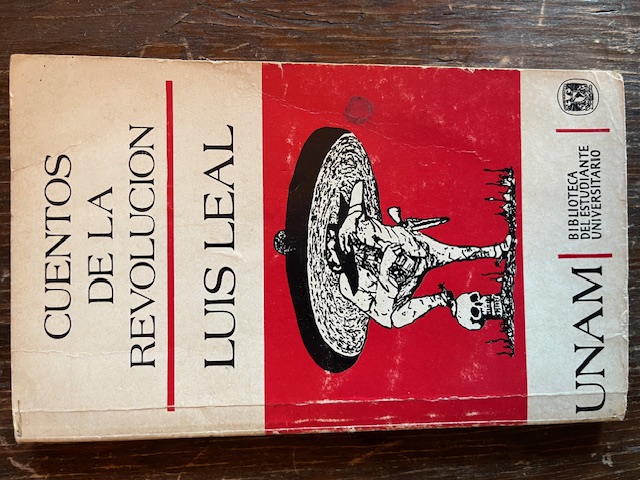 CUENTOS
DE LA
REVOLUCION
LUIS LEAL
UNAM
BIBLIOTECA
DEL ESTUDIANTE
UNIVERSITARIO